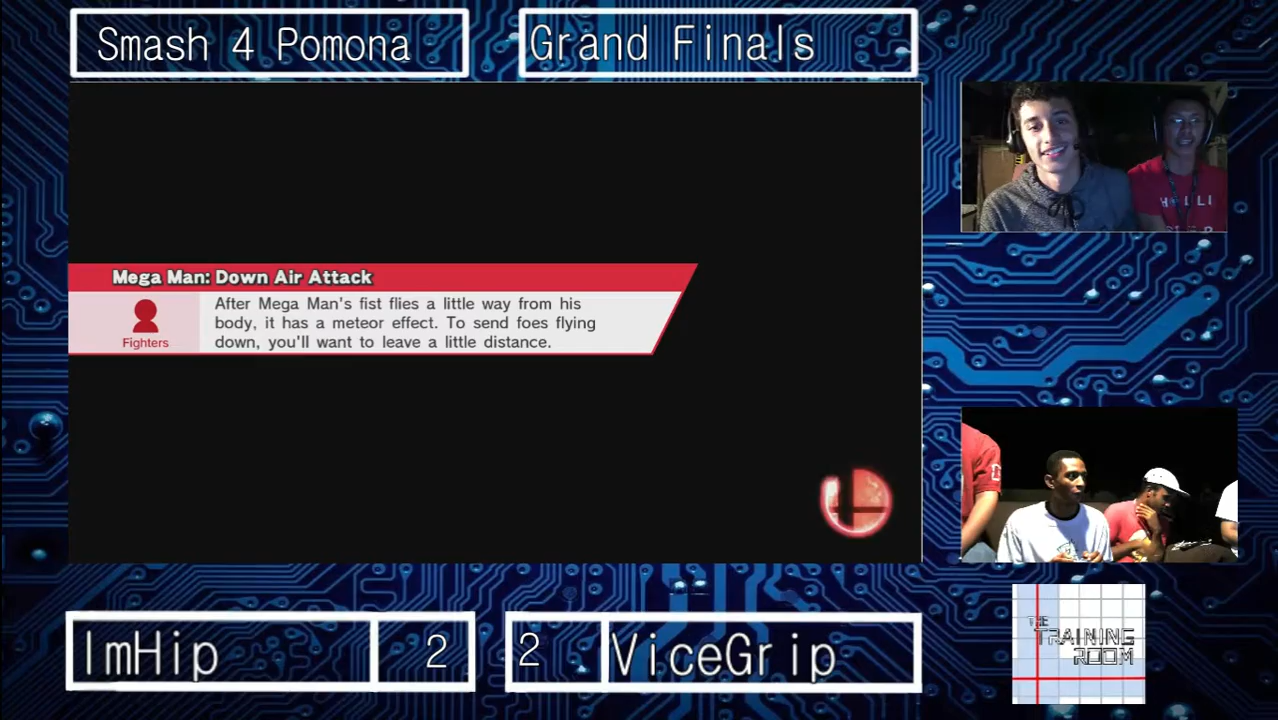 Smash 4 Pomona
Grand Finals
Mega Man: Down Air Attack
After Mega Man's fist flies a little way from his
body, it has a meteor effect. To send foes flying
down, you'll want to leave a little distance.
Fighters
ImHip
2
2
ViceGrip
THE
TRAINING
ROOM